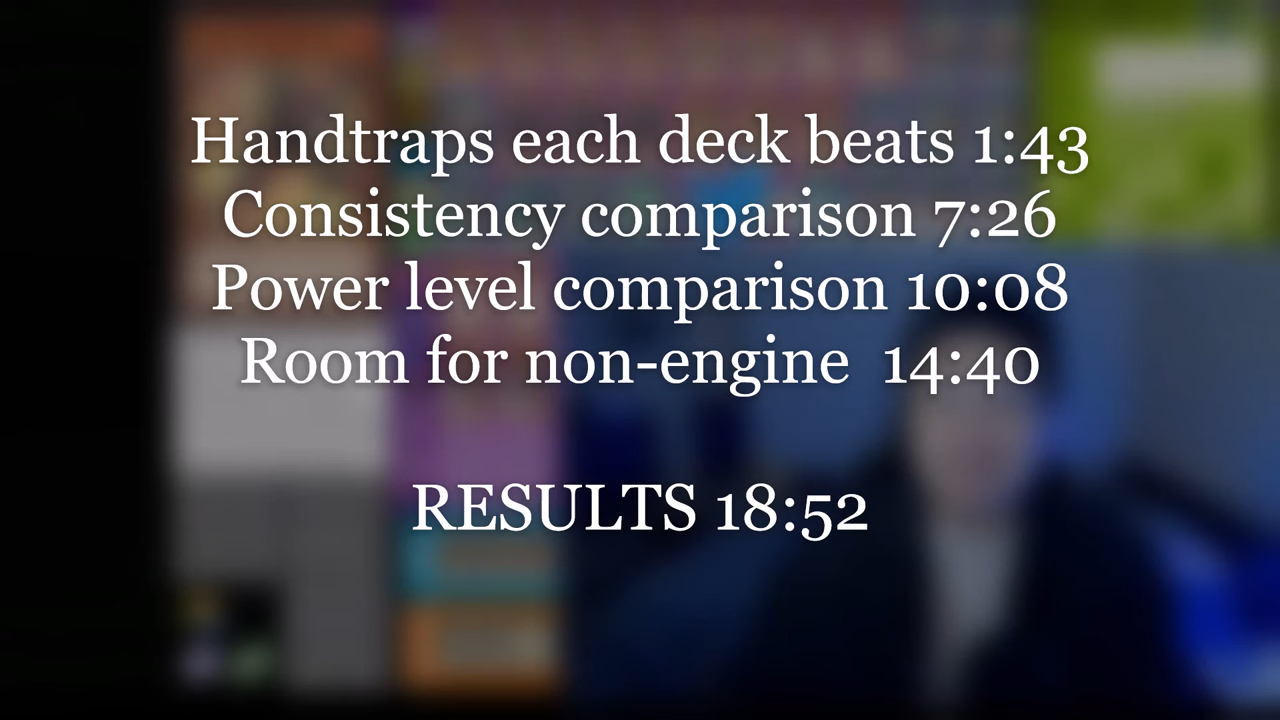 Handtraps each deck beats 1:43
Consistency comparison 7:26
Power level comparison 10:08
Room for non-engine 14:40
RESULTS 18:52